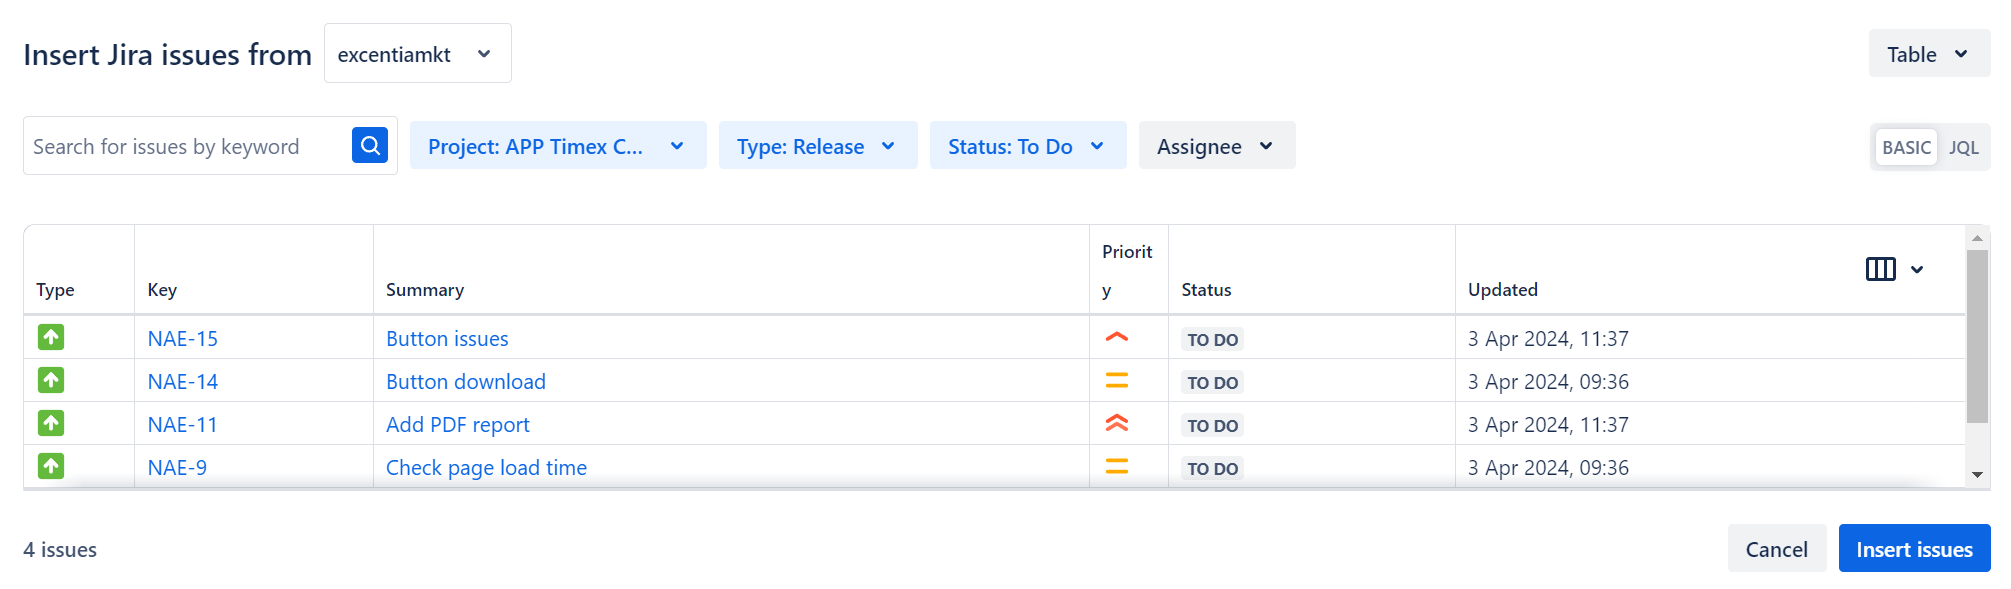 Insert Jira issues from excentiamkt Table
Search for issues by keyword Project: APP Timex C... Type: Release Status: To Do Assignee BASIC JQL
Type Key Summary Priorit
y Status Updated
NAE-15 Button issues TO DO 3 Apr 2024, 11:37
NAE-14 Button download TO DO 3 Apr 2024, 09:36
NAE-11 Add PDF report TO DO 3 Apr 2024, 11:37
NAE-9 Check page load time TO DO 3 Apr 2024, 09:36
4 issues Cancel Insert issues